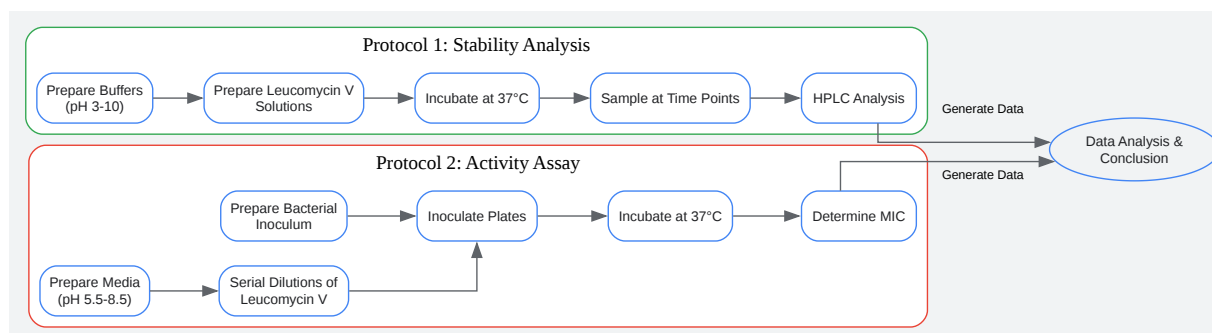 Protocol 1: Stability Analysis
Prepare Buffers
(pH 3-10)
Prepare Leucomycin V
Solutions
Incubate at 37°C
Sample at Time Points
HPLC Analysis
Generate Data
Data Analysis &
Conclusion
Protocol 2: Activity Assay
Generate Data
Prepare Bacterial
Inoculum
Inoculate Plates
Incubate at 37°C
Determine MIC
Prepare Media
(pH 5.5-8.5)
Serial Dilutions of
Leucomycin V